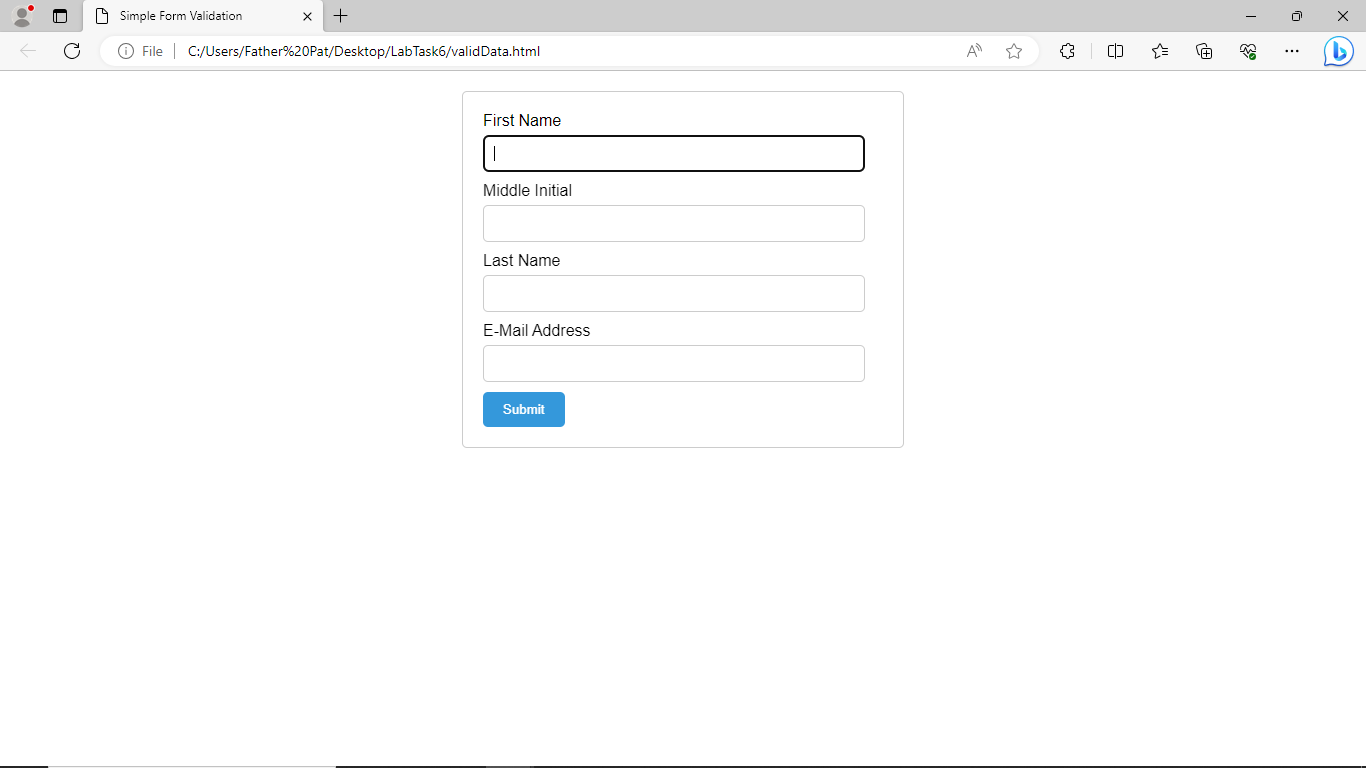 Simple Form Validation
File C:/Users/Father%20Pat/Desktop/LabTask6/validData.html
First Name
Middle Initial
Last Name
E-Mail Address
Submit